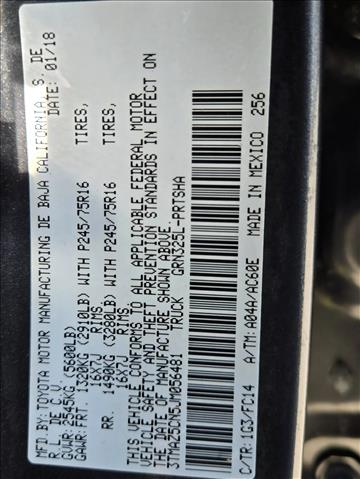 MFD.BY: TOYOTA MOTOR MANUFACTURING DE BAJA CALIFORNIA, S. DE
R.L. DE C.V. DATE: 01/18
GVWR: 2545KG (5600LB)
GAWR: FRT. 1320KG (2910LB) WITH P245/75R16 TIRES,
16X7J RIMS,
RR. 1490KG (3280LB) WITH P245/75R16 TIRES,
16X7J RIMS.
THIS VEHICLE CONFORMS TO ALL APPLICABLE FEDERAL MOTOR
VEHICLE SAFETY AND THEFT PREVENTION STANDARDS IN EFFECT ON
THE DATE OF MANUFACTURE SHOWN ABOVE.
3TMAZ5CN5JM056481 TRUCK GRN325L-PRTSHA
C/TR: 1G3/FC14 A/TM: A04A/AC60E MADE IN MEXICO 256